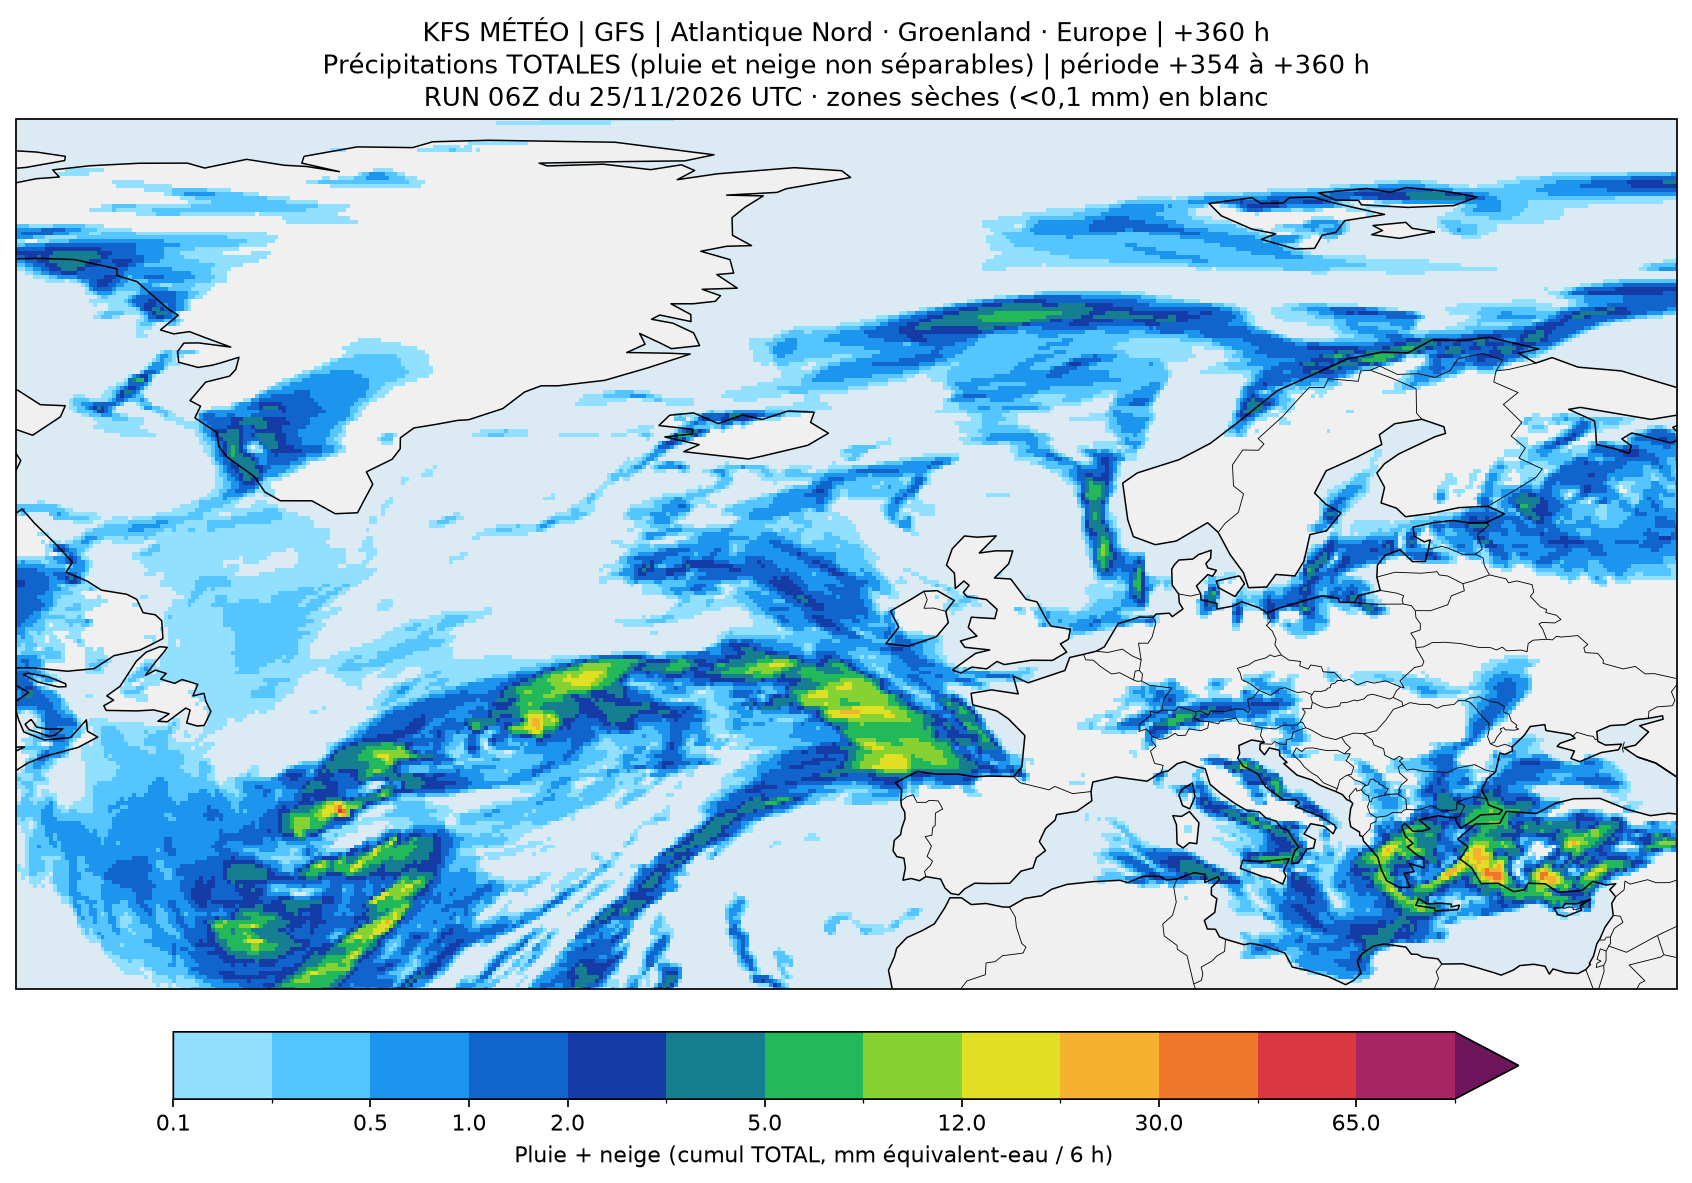 KFS MÉTÉO | GFS | Atlantique Nord · Groenland · Europe | +360 h
Précipitations TOTALES (pluie et neige non séparables) | période +354 à +360 h
RUN 06Z du 25/11/2026 UTC · zones sèches (<0,1 mm) en blanc
0.1 0.5 1.0 2.0 5.0 12.0 30.0 65.0
Pluie + neige (cumul TOTAL, mm équivalent-eau / 6 h)